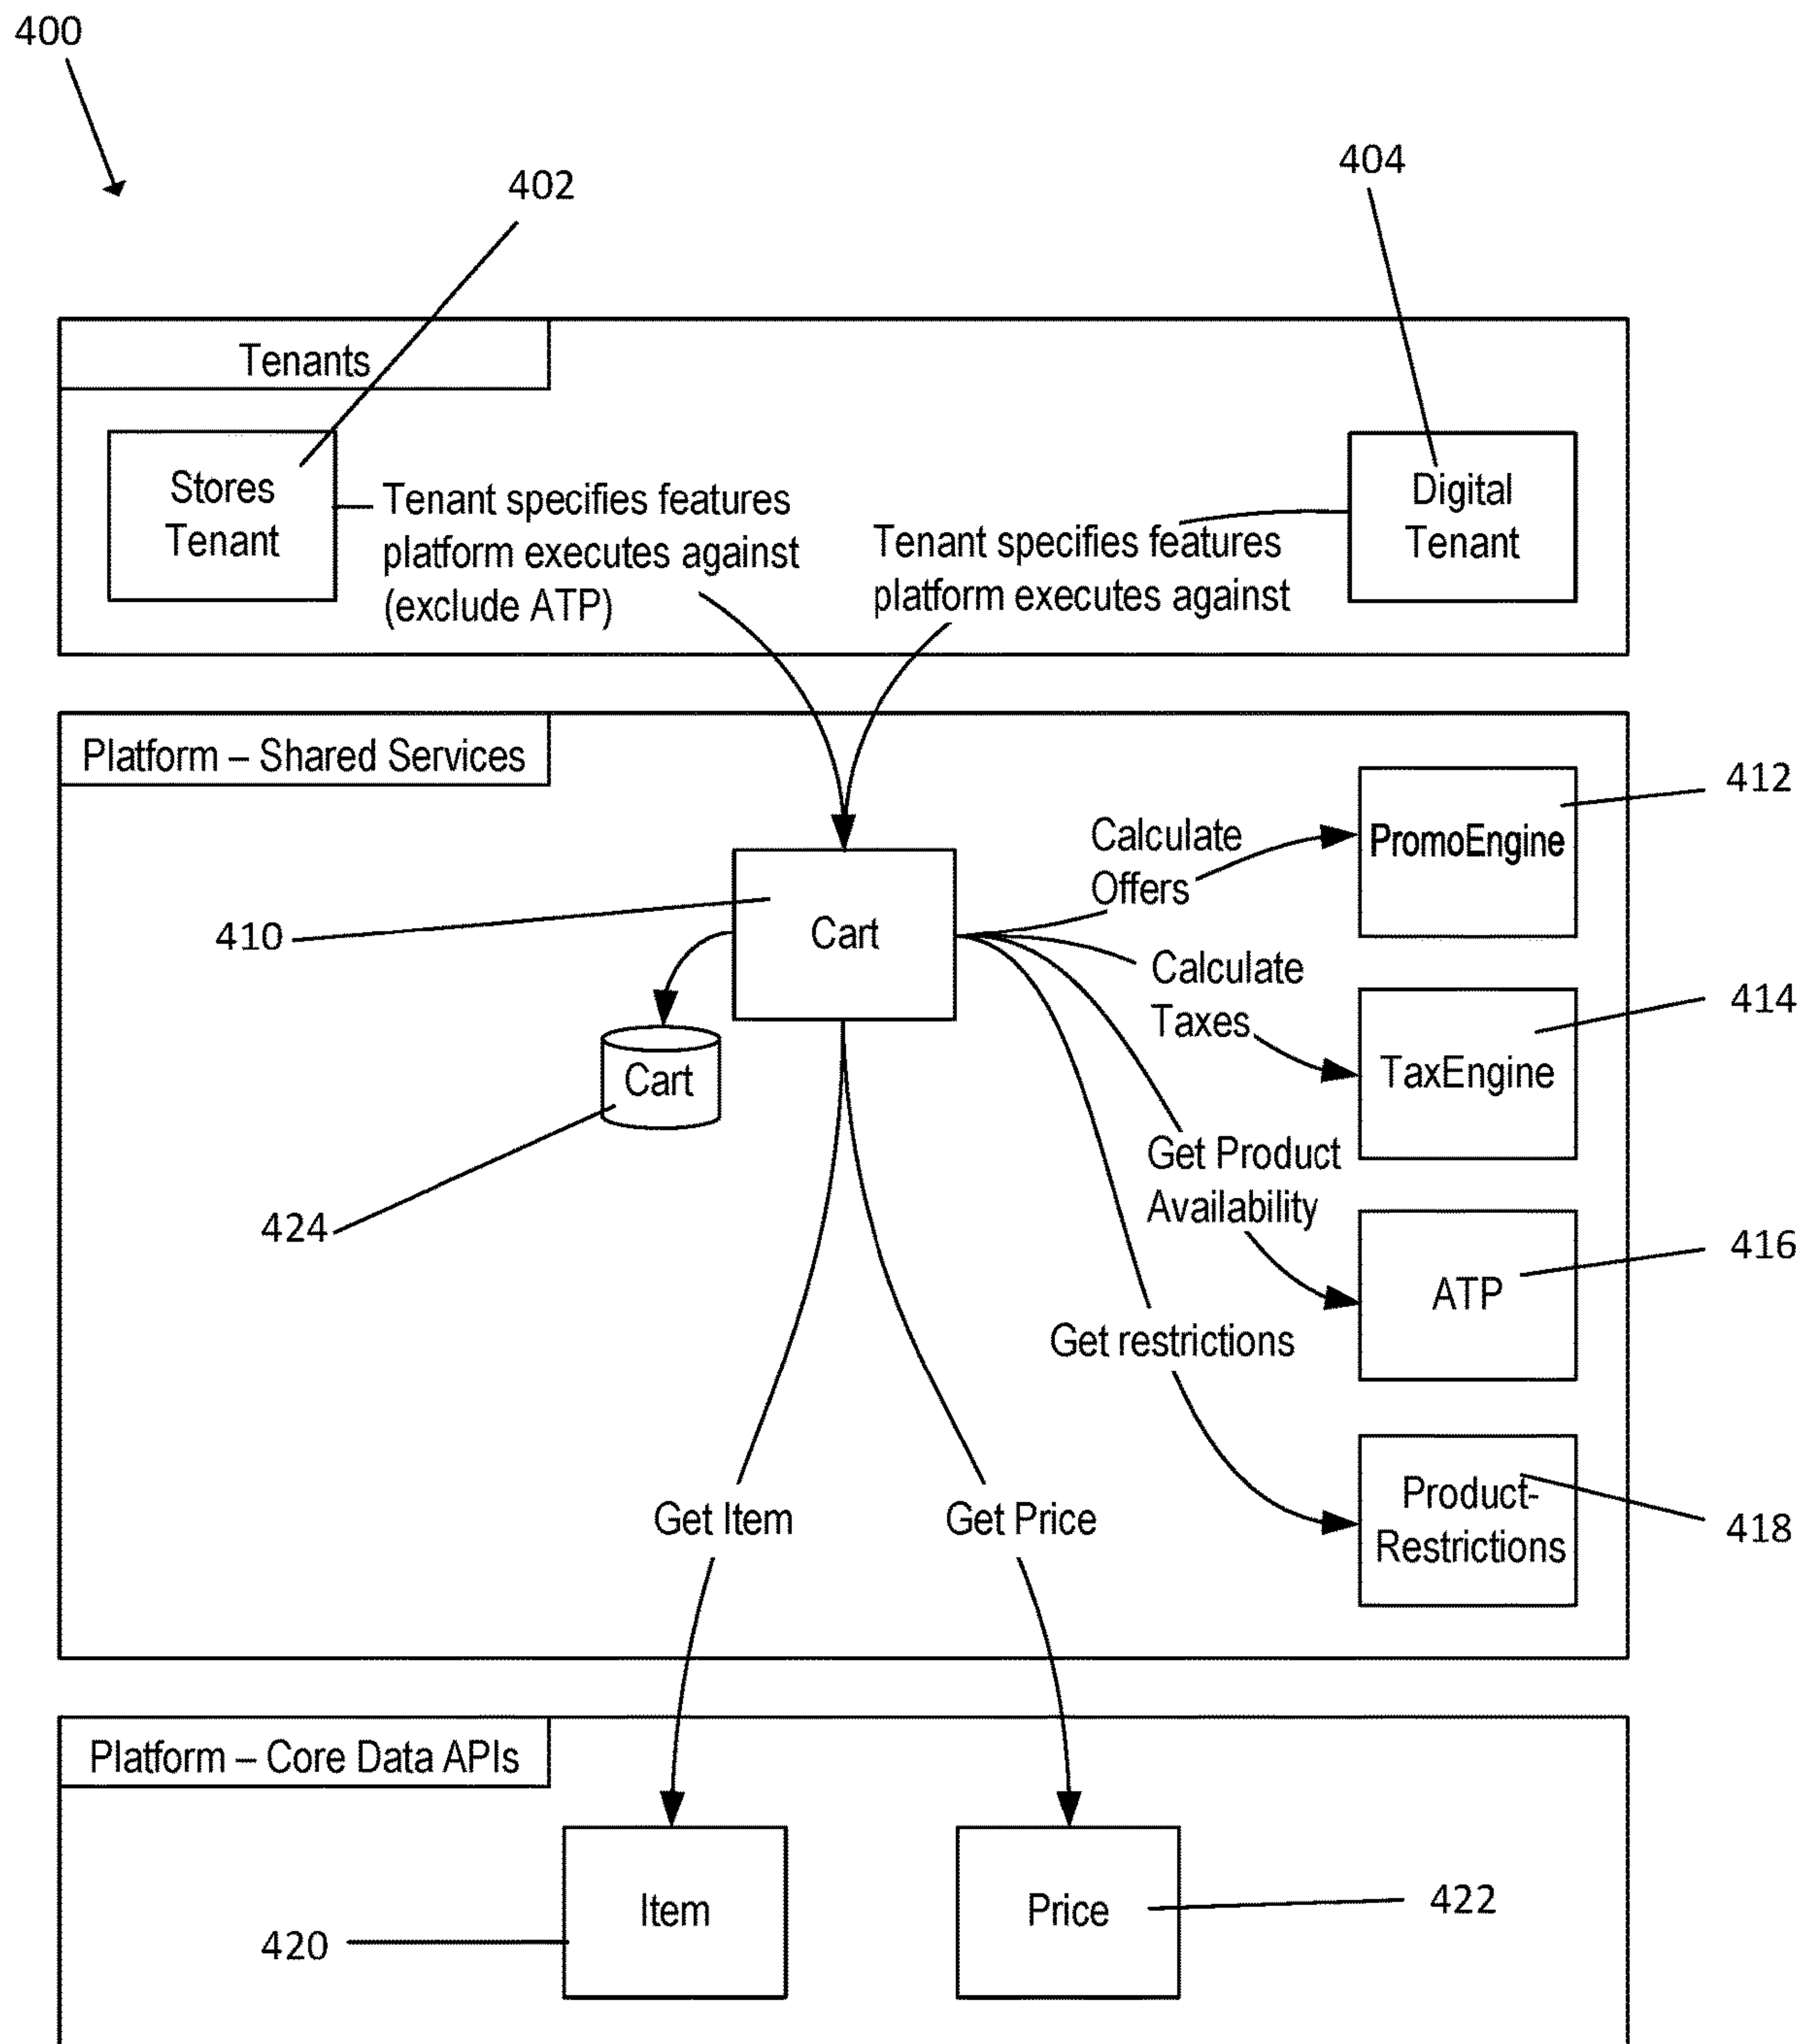 400
402
404
Tenants
Stores
Tenant
Tenant specifies features
platform executes against
(exclude ATP)
Tenant specifies features
platform executes against
Digital
Tenant
Platform – Shared Services
412
Calculate
Offers
PromoEngine
410
Cart
Calculate
Taxes
414
TaxEngine
Cart
424
Get Product
Availability
416
ATP
Get restrictions
Product-
Restrictions
418
Get Item
Get Price
Platform – Core Data APIs
Item
420
Price
422